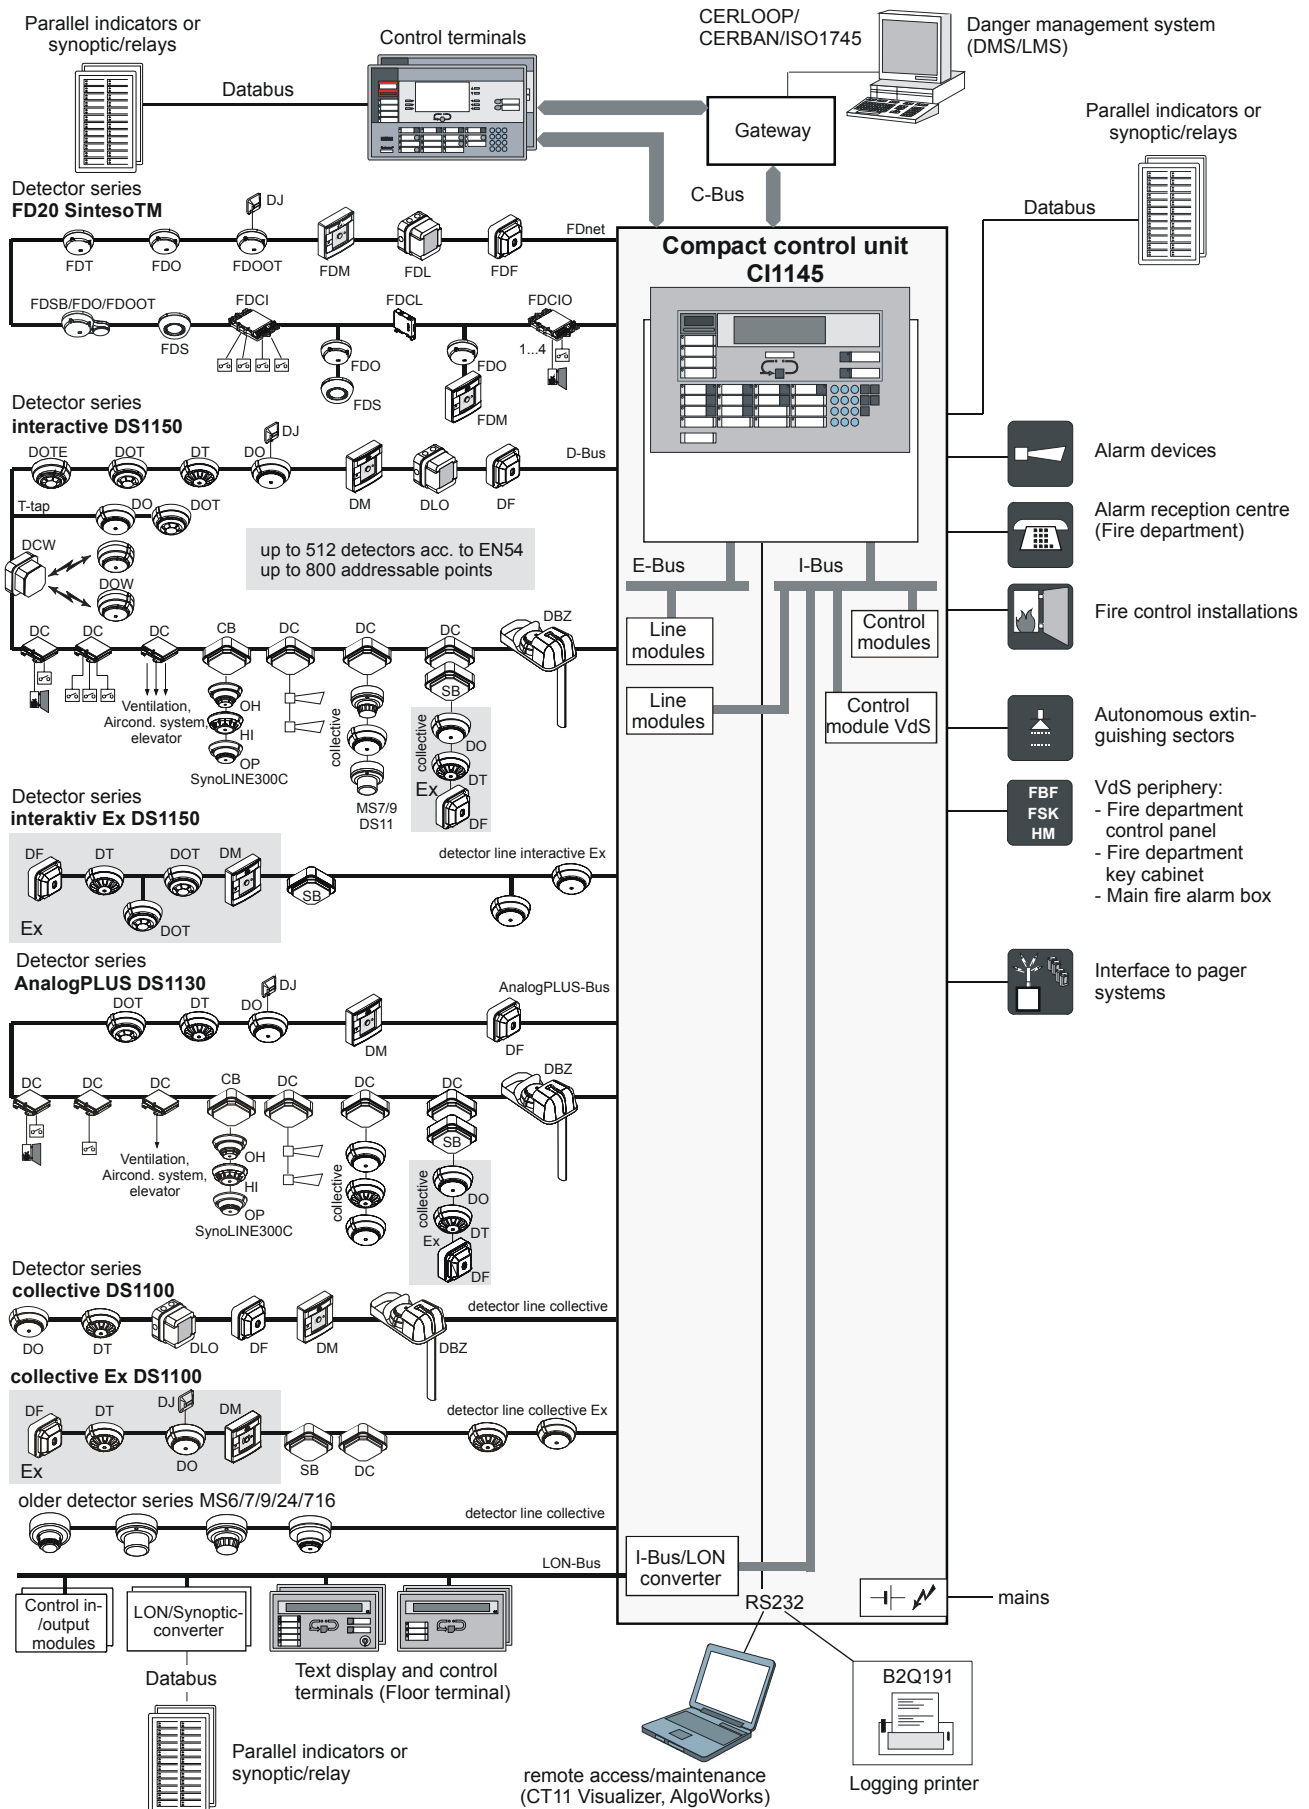 Parallel indicators or
synoptic/relays
Control terminals
CERLOOP/
CERBAN/ISO1745
Danger management system
(DMS/LMS)
Databus
Gateway
C-Bus
Parallel indicators or
synoptic/relays
Databus
Detector series
FD20 SintesoTM
DJ
FDnet
FDT
FDO
FDOOT
FDM
FDL
FDF
FDSB/FDO/FDOOT
FDS
FDCI
FDCL
FDCIO
1...4
FDO
FDS
FDO
FDM
Compact control unit
CI1145
Detector series
interactive DS1150
DJ
DOTE
DOT
DT
DO
D-Bus
DM
DLO
DF
T-tap
DO
DOT
DCW
DOW
up to 512 detectors acc. to EN54
up to 800 addressable points
DC
DC
DC
CB
DC
DC
DC
DBZ
SB
Ventilation,
Aircond. system,
elevator
OH
HI
OP
SynoLINE300C
collective
MS7/9
DS11
collective
DO
DT
Ex
DF
E-Bus
I-Bus
Line
modules
Control
modules
Line
modules
Control
module VdS
Alarm devices
Alarm reception centre
(Fire department)
Fire control installations
Autonomous extin-
guishing sectors
FBF
FSK
HM
VdS periphery:
- Fire department
control panel
- Fire department
key cabinet
- Main fire alarm box
Interface to pager
systems
Detector series
interaktiv Ex DS1150
DF
DT
DOT
DM
detector line interactive Ex
SB
Ex
DOT
Detector series
AnalogPLUS DS1130
DJ
DOT
DT
DO
AnalogPLUS-Bus
DM
DF
DC
DC
DC
CB
DC
DC
DC
DBZ
SB
Ventilation,
Aircond. system,
elevator
OH
HI
OP
SynoLINE300C
collective
collective
DO
DT
Ex
DF
Detector series
collective DS1100
detector line collective
DO
DT
DLO
DF
DM
DBZ
collective Ex DS1100
DF
DT
DJ
DM
detector line collective Ex
DO
SB
DC
Ex
older detector series MS6/7/9/24/716
detector line collective
LON-Bus
I-Bus/LON
converter
RS232
mains
Control in-
/output
modules
LON/Synoptic-
converter
Databus
Text display and control
terminals (Floor terminal)
Parallel indicators or
synoptic/relay
remote access/maintenance
(CT11 Visualizer, AlgoWorks)
B2Q191
Logging printer